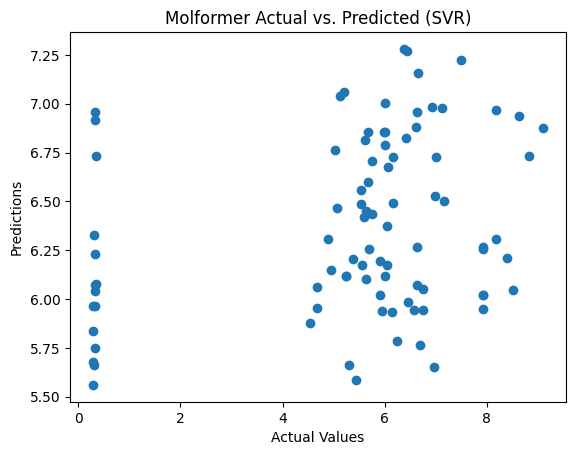 Molformer Actual vs. Predicted (SVR)
7.25
7.00
6.75
6.50
6.25
6.00
5.75
5.50
Predictions
0 2 4 6 8
Actual Values